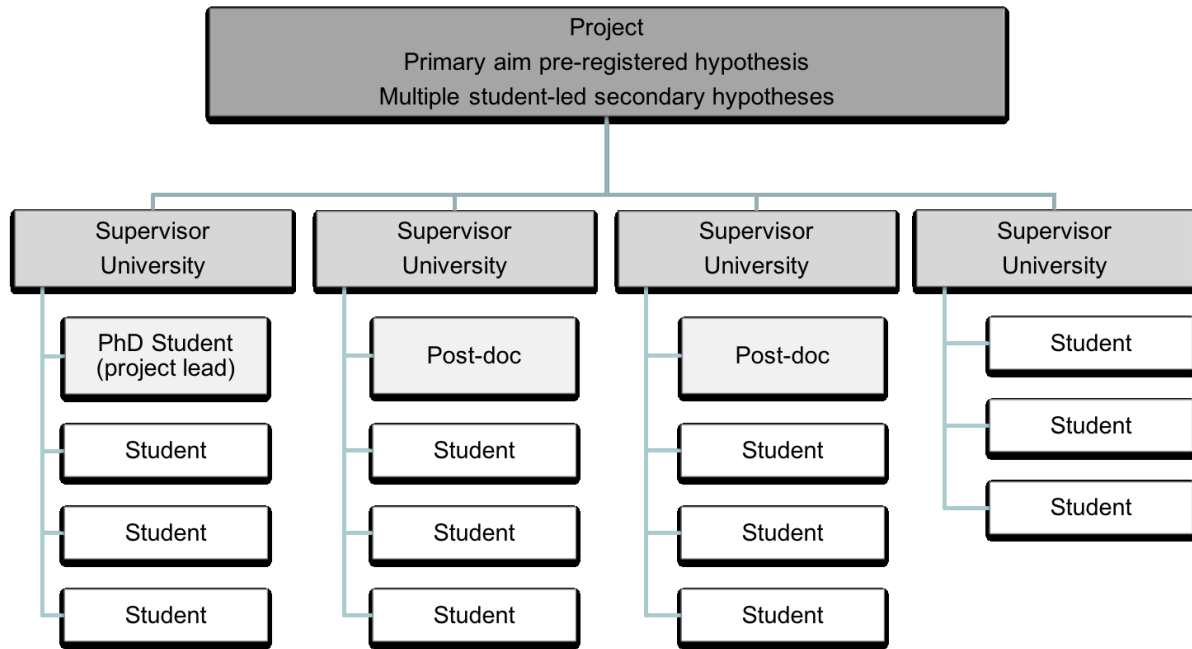 Project
Primary aim pre-registered hypothesis
Multiple student-led secondary hypotheses
Supervisor
University
PhD Student
(project lead)
Student
Student
Student
Supervisor
University
Post-doc
Student
Student
Student
Supervisor
University
Post-doc
Student
Student
Student
Supervisor
University
Student
Student
Student